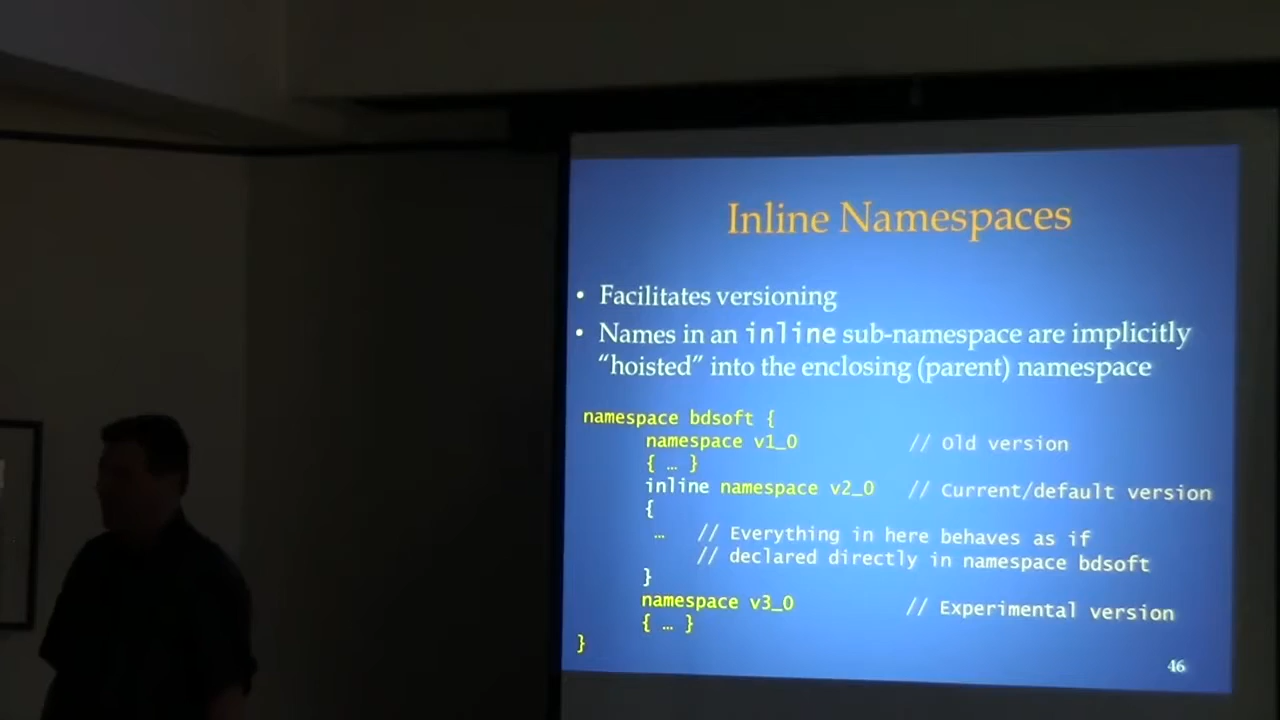 Inline Namespaces
• Facilitates versioning
• Names in an inline sub-namespace are implicitly
“hoisted” into the enclosing (parent) namespace
namespace bdsoft {
namespace v1_0 // Old version
{ … }
inline namespace v2_0 // Current/default version
{
… // Everything in here behaves as if
// declared directly in namespace bdsoft
}
namespace v3_0 // Experimental version
{ … }
}
46